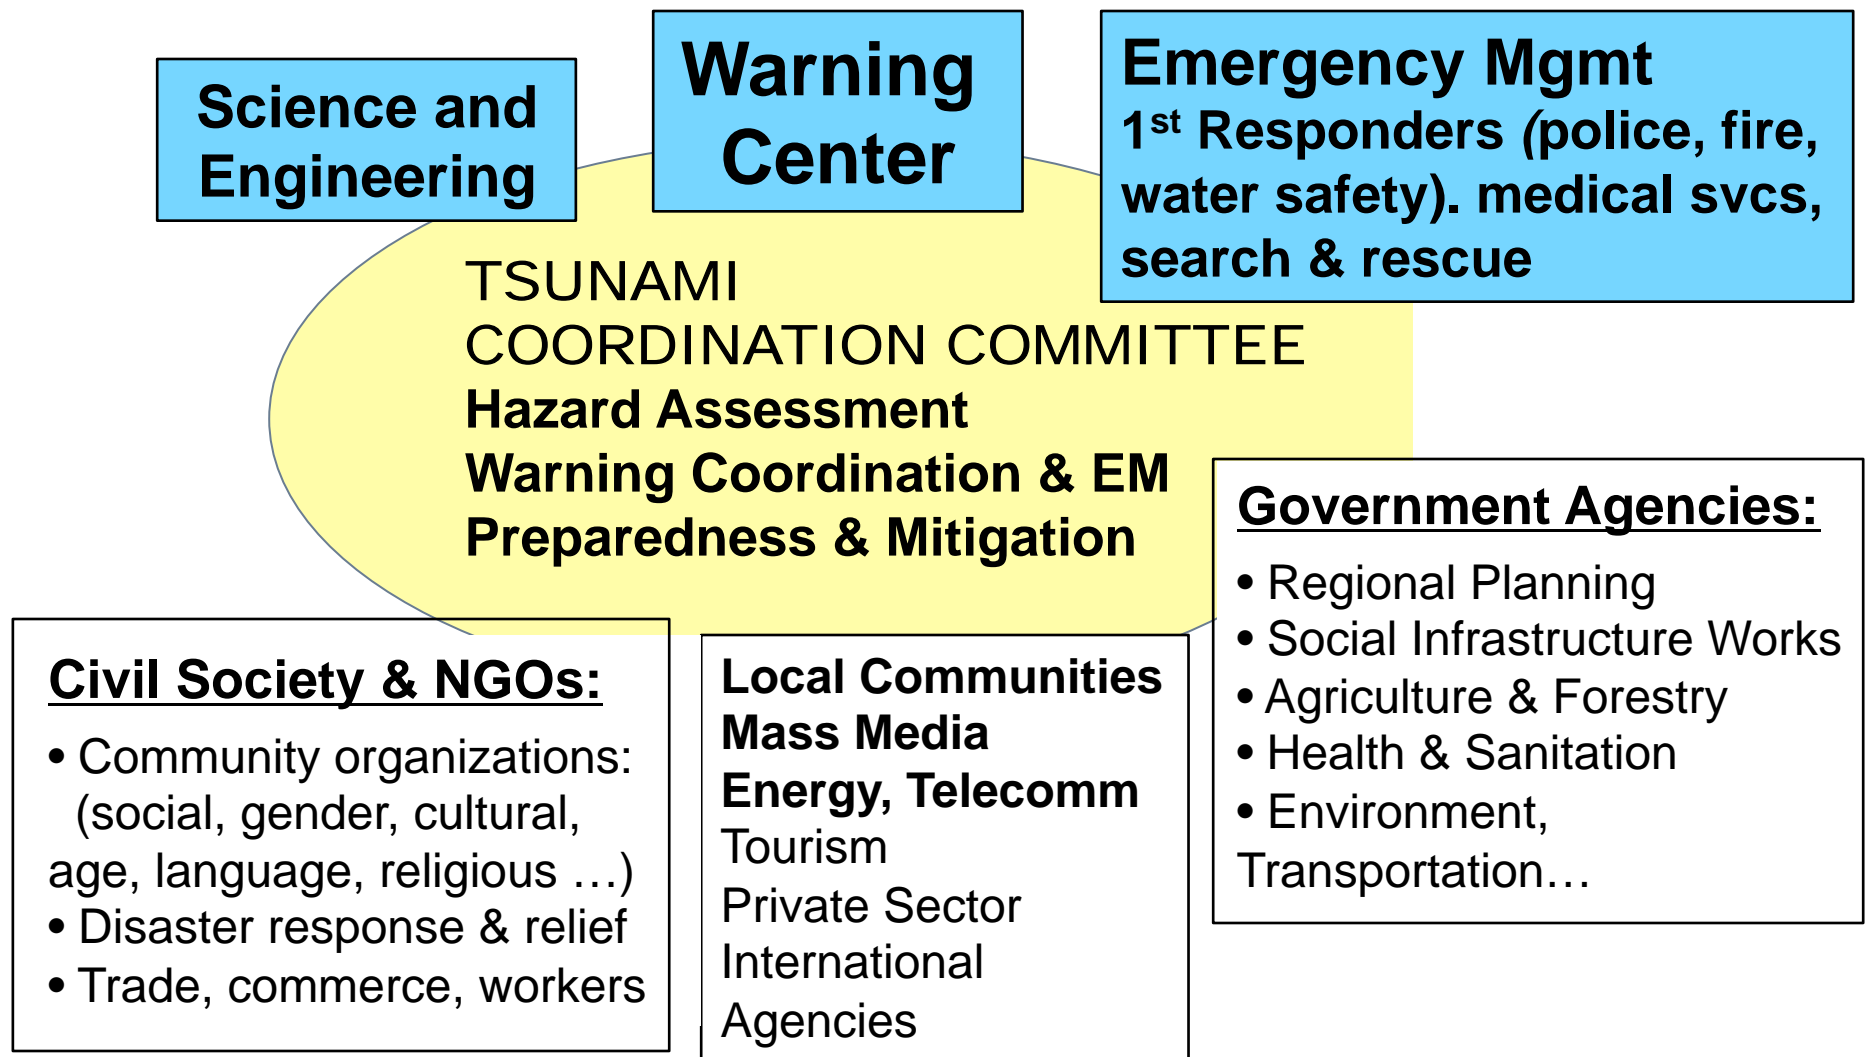 Science and
Engineering
Warning
Center
Emergency Mgmt
1st Responders (police, fire,
water safety). medical svcs,
search & rescue
TSUNAMI
COORDINATION COMMITTEE
Hazard Assessment
Warning Coordination & EM
Preparedness & Mitigation
Civil Society & NGOs:
• Community organizations:
(social, gender, cultural,
age, language, religious …)
• Disaster response & relief
• Trade, commerce, workers
Local Communities
Mass Media
Energy, Telecomm
Tourism
Private Sector
International
Agencies
Government Agencies:
• Regional Planning
• Social Infrastructure Works
• Agriculture & Forestry
• Health & Sanitation
• Environment,
Transportation…